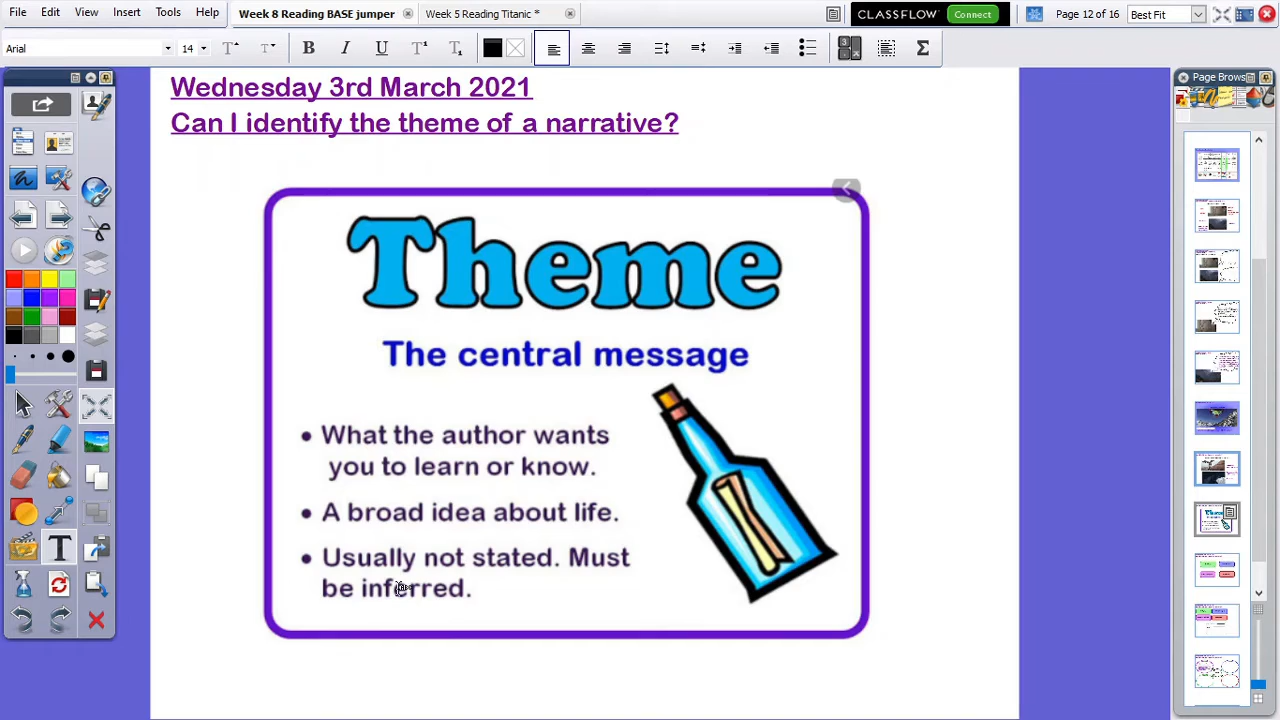 File Edit View Insert Tools Help
Week 8 Reading BASE jumper
Week 5 Reading Titanic *
CLASSFLOW Connect
Page 12 of 16
Best Fit
Arial
14
Page Brows
Wednesday 3rd March 2021
Can I identify the theme of a narrative?
Theme
The central message
• What the author wants
you to learn or know.
• A broad idea about life.
• Usually not stated. Must
be inferred.